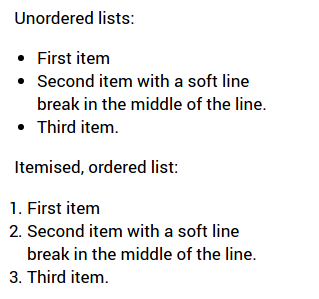 Unordered lists:
• First item
• Second item with a soft line
break in the middle of the line.
• Third item.
Itemised, ordered list:
1. First item
2. Second item with a soft line
break in the middle of the line.
3. Third item.